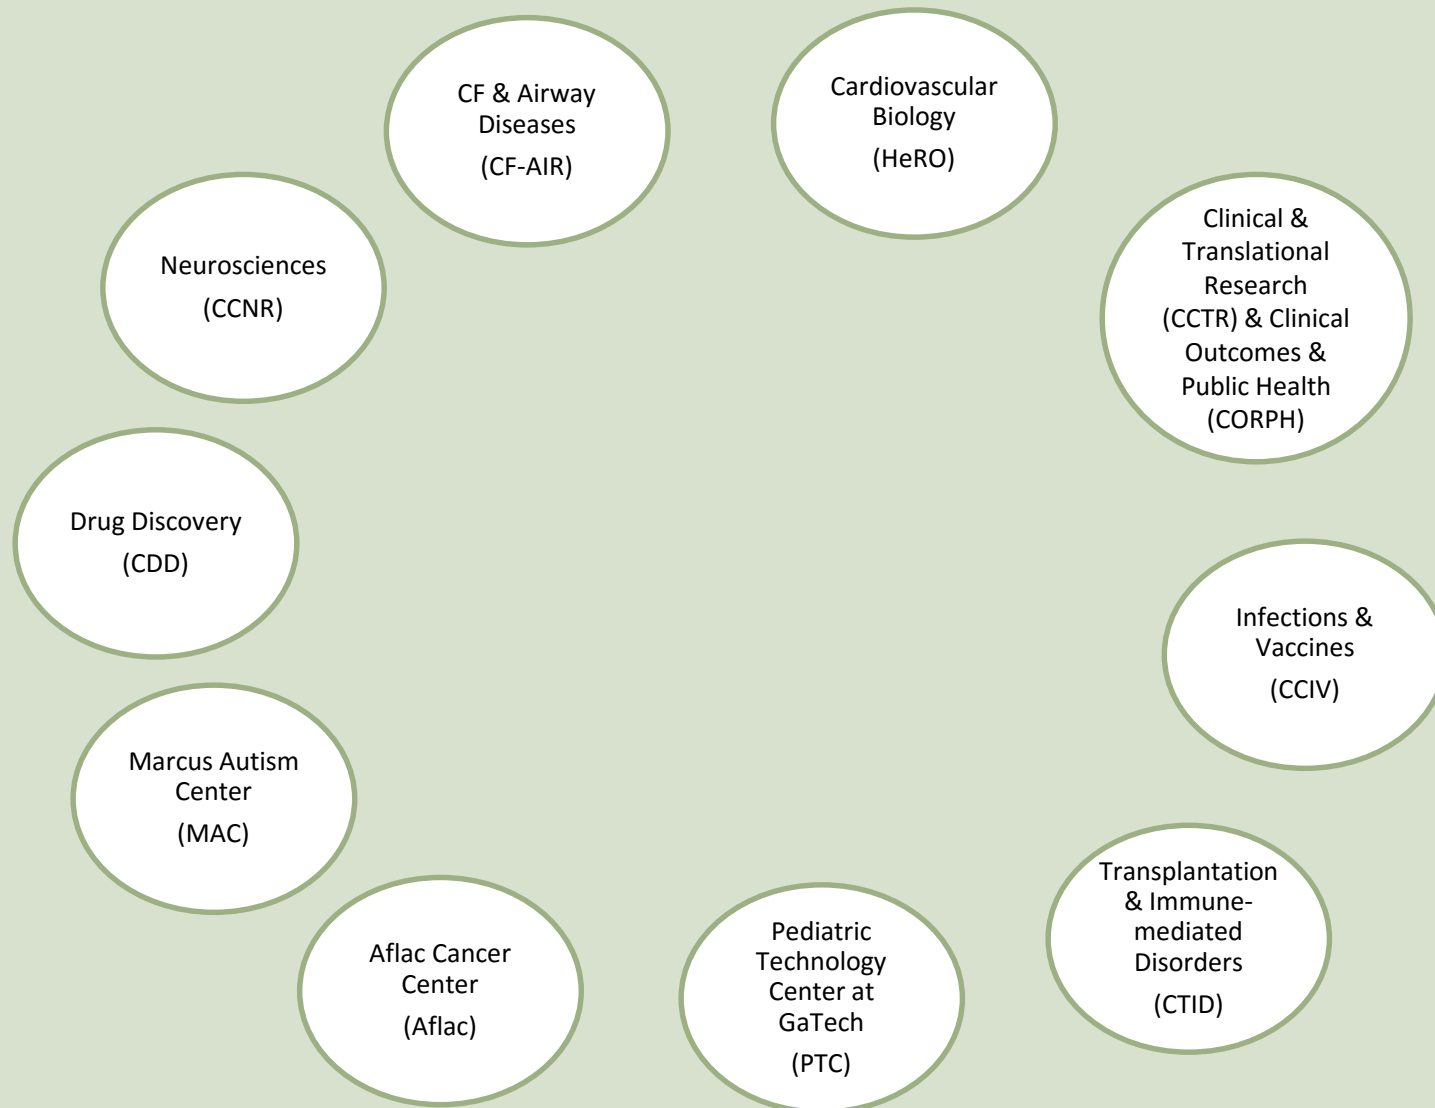 CF & Airway
Diseases
(CF-AIR)
Cardiovascular
Biology
(HeRO)
Clinical &
Translational
Research
(CCTR) & Clinical
Outcomes &
Public Health
(CORPH)
Neurosciences
(CCNR)
Drug Discovery
(CDD)
Infections &
Vaccines
(CCIV)
Marcus Autism
Center
(MAC)
Transplantation
& Immune-
mediated
Disorders
(CTID)
Aflac Cancer
Center
(Aflac)
Pediatric
Technology
Center at
GaTech
(PTC)